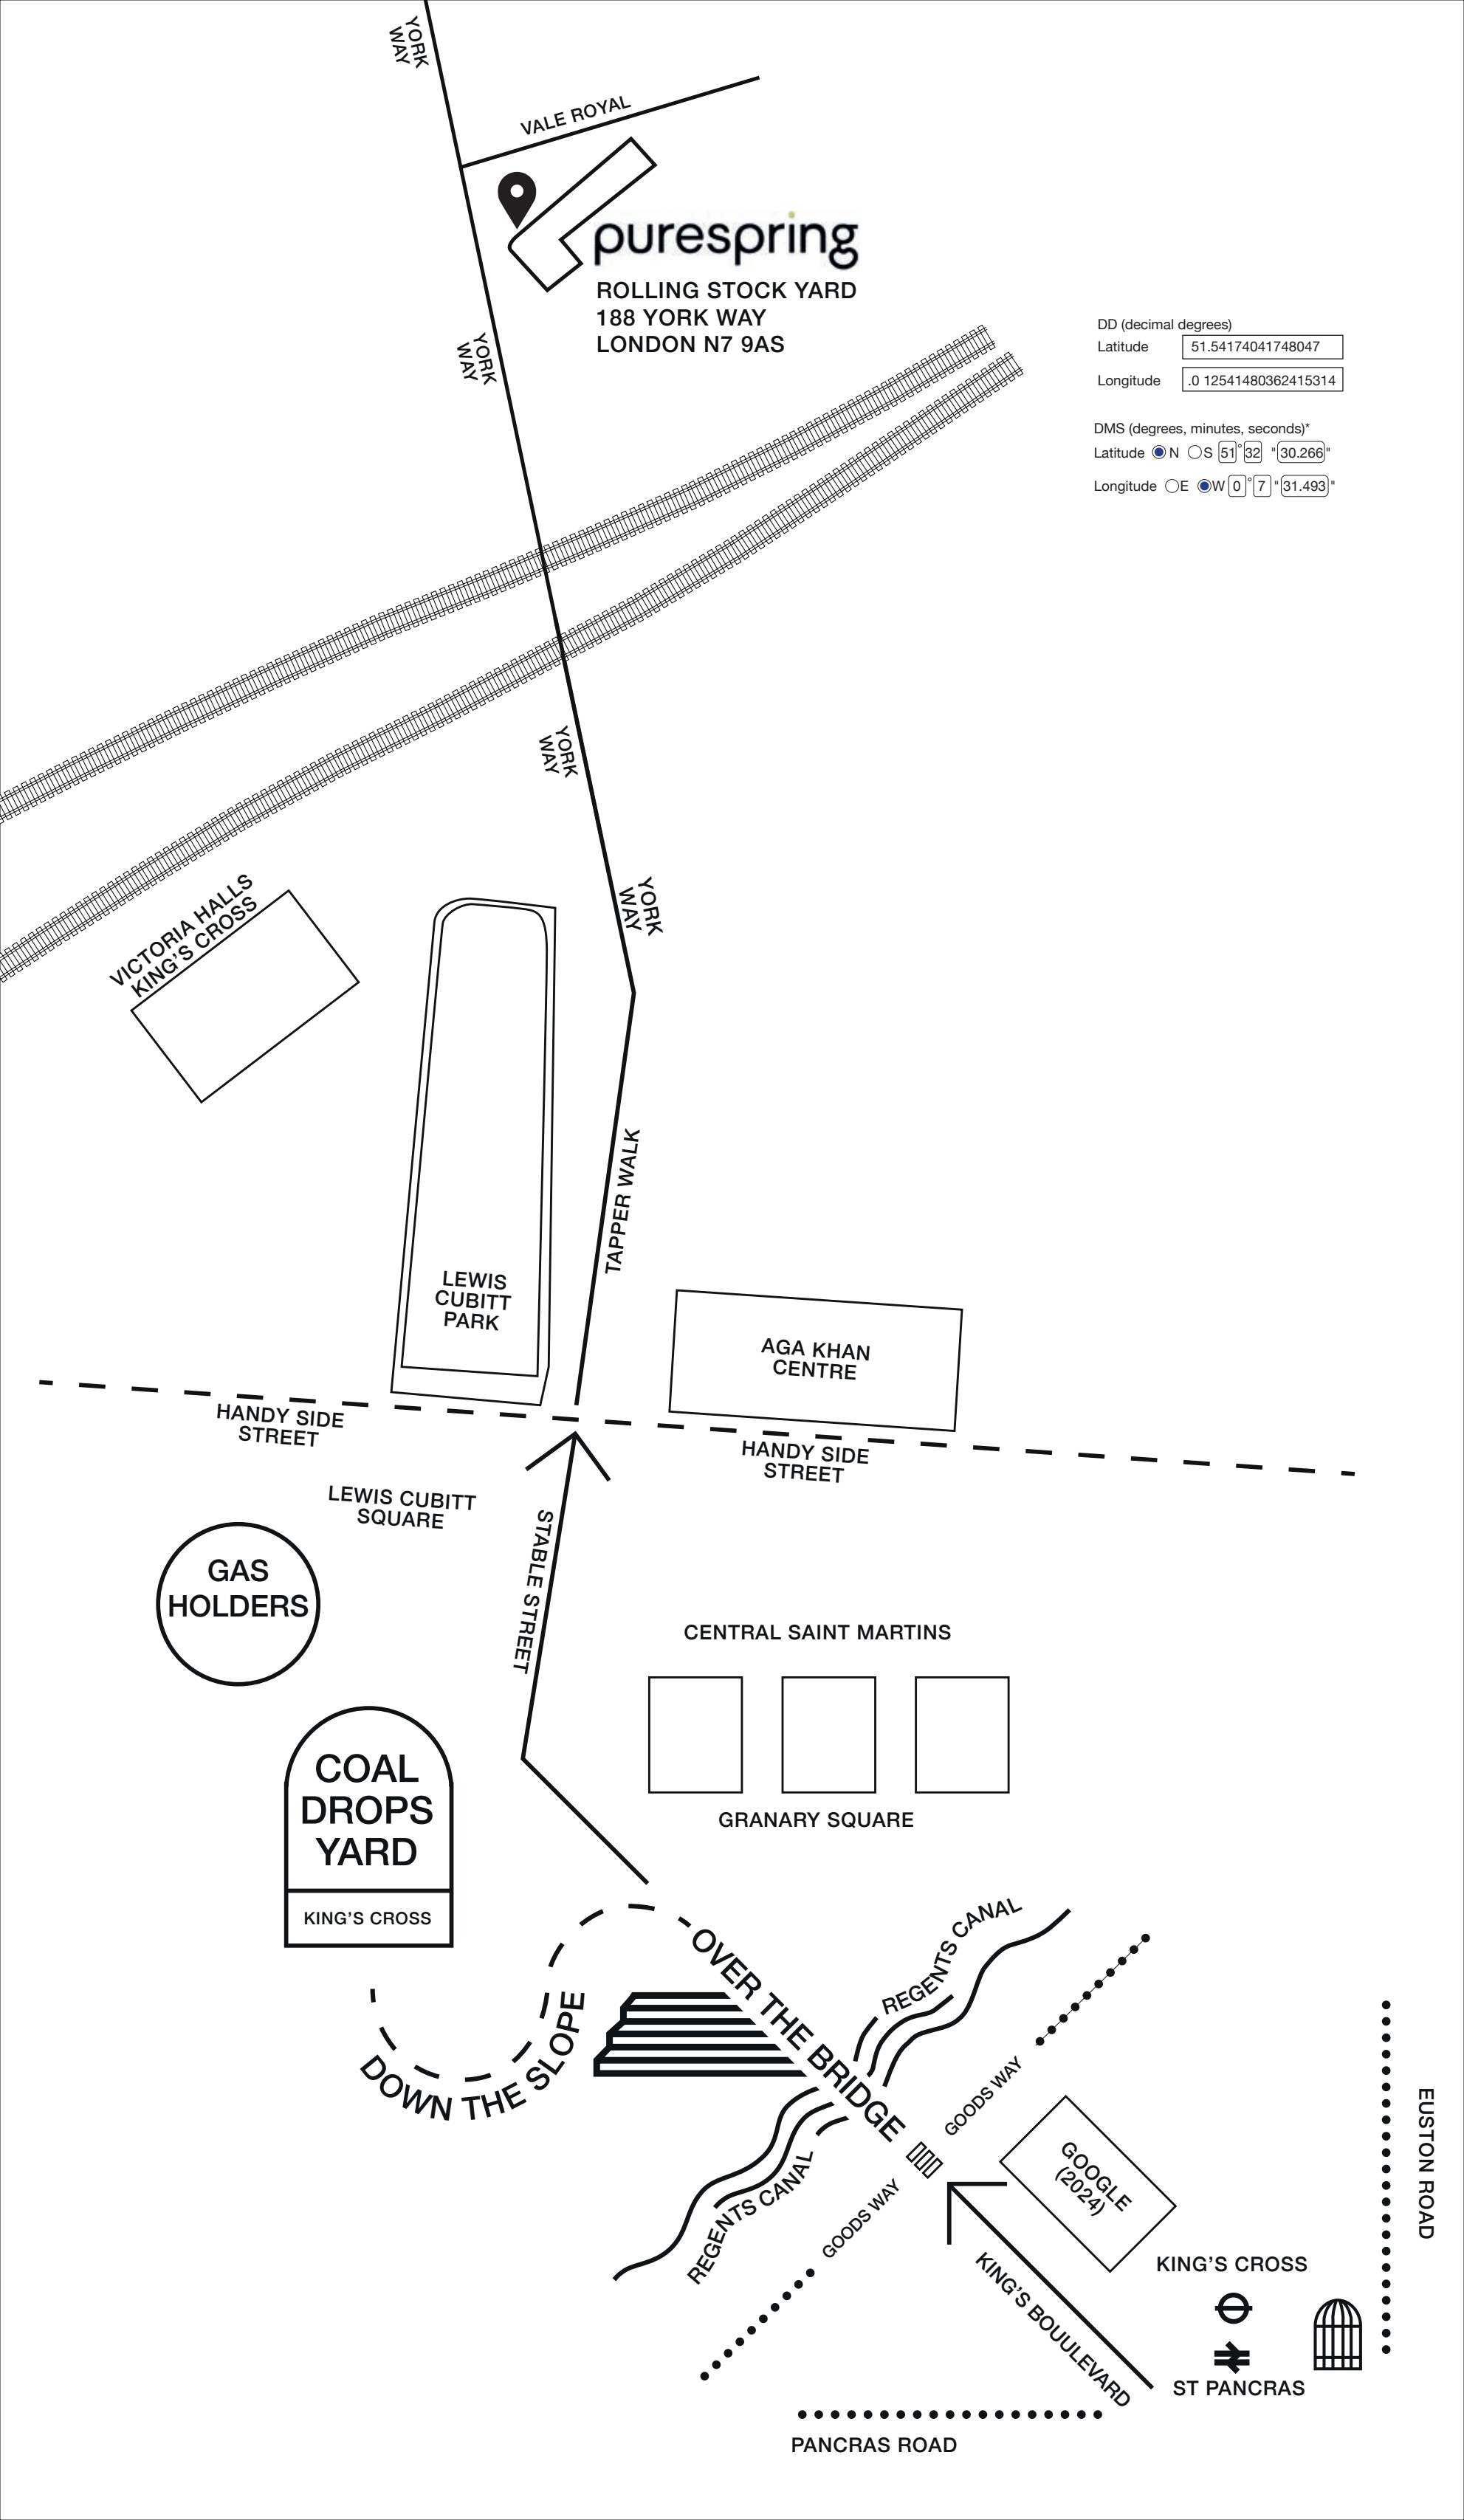 YORK
WAY
VALE ROYAL
purespring
ROLLING STOCK YARD
188 YORK WAY
LONDON N7 9AS
DD (decimal degrees)
Latitude 51.54174041748047
Longitude .0 12541480362415314
DMS (degrees, minutes, seconds)*
Latitude N S 51 ° 32 " 30.266 "
Longitude E W 0 ° 7 " 31.493 "
YORK
WAY
YORK
WAY
YORK
WAY
VICTORIA HALLS
KING'S CROSS
TAPPER WALK
LEWIS
CUBITT
PARK
AGA KHAN
CENTRE
HANDY SIDE
STREET
HANDY SIDE
STREET
LEWIS CUBITT
SQUARE
STABLE STREET
GAS
HOLDERS
CENTRAL SAINT MARTINS
COAL
DROPS
YARD
KING'S CROSS
GRANARY SQUARE
OVER THE BRIDGE
REGENTS CANAL
DOWN THE SLOPE
GOODS WAY
REGENTS CANAL
GOODS WAY
GOOGLE
(2024)
EUSTON ROAD
KING'S BOUULEVARD
KING'S CROSS
ST PANCRAS
PANCRAS ROAD